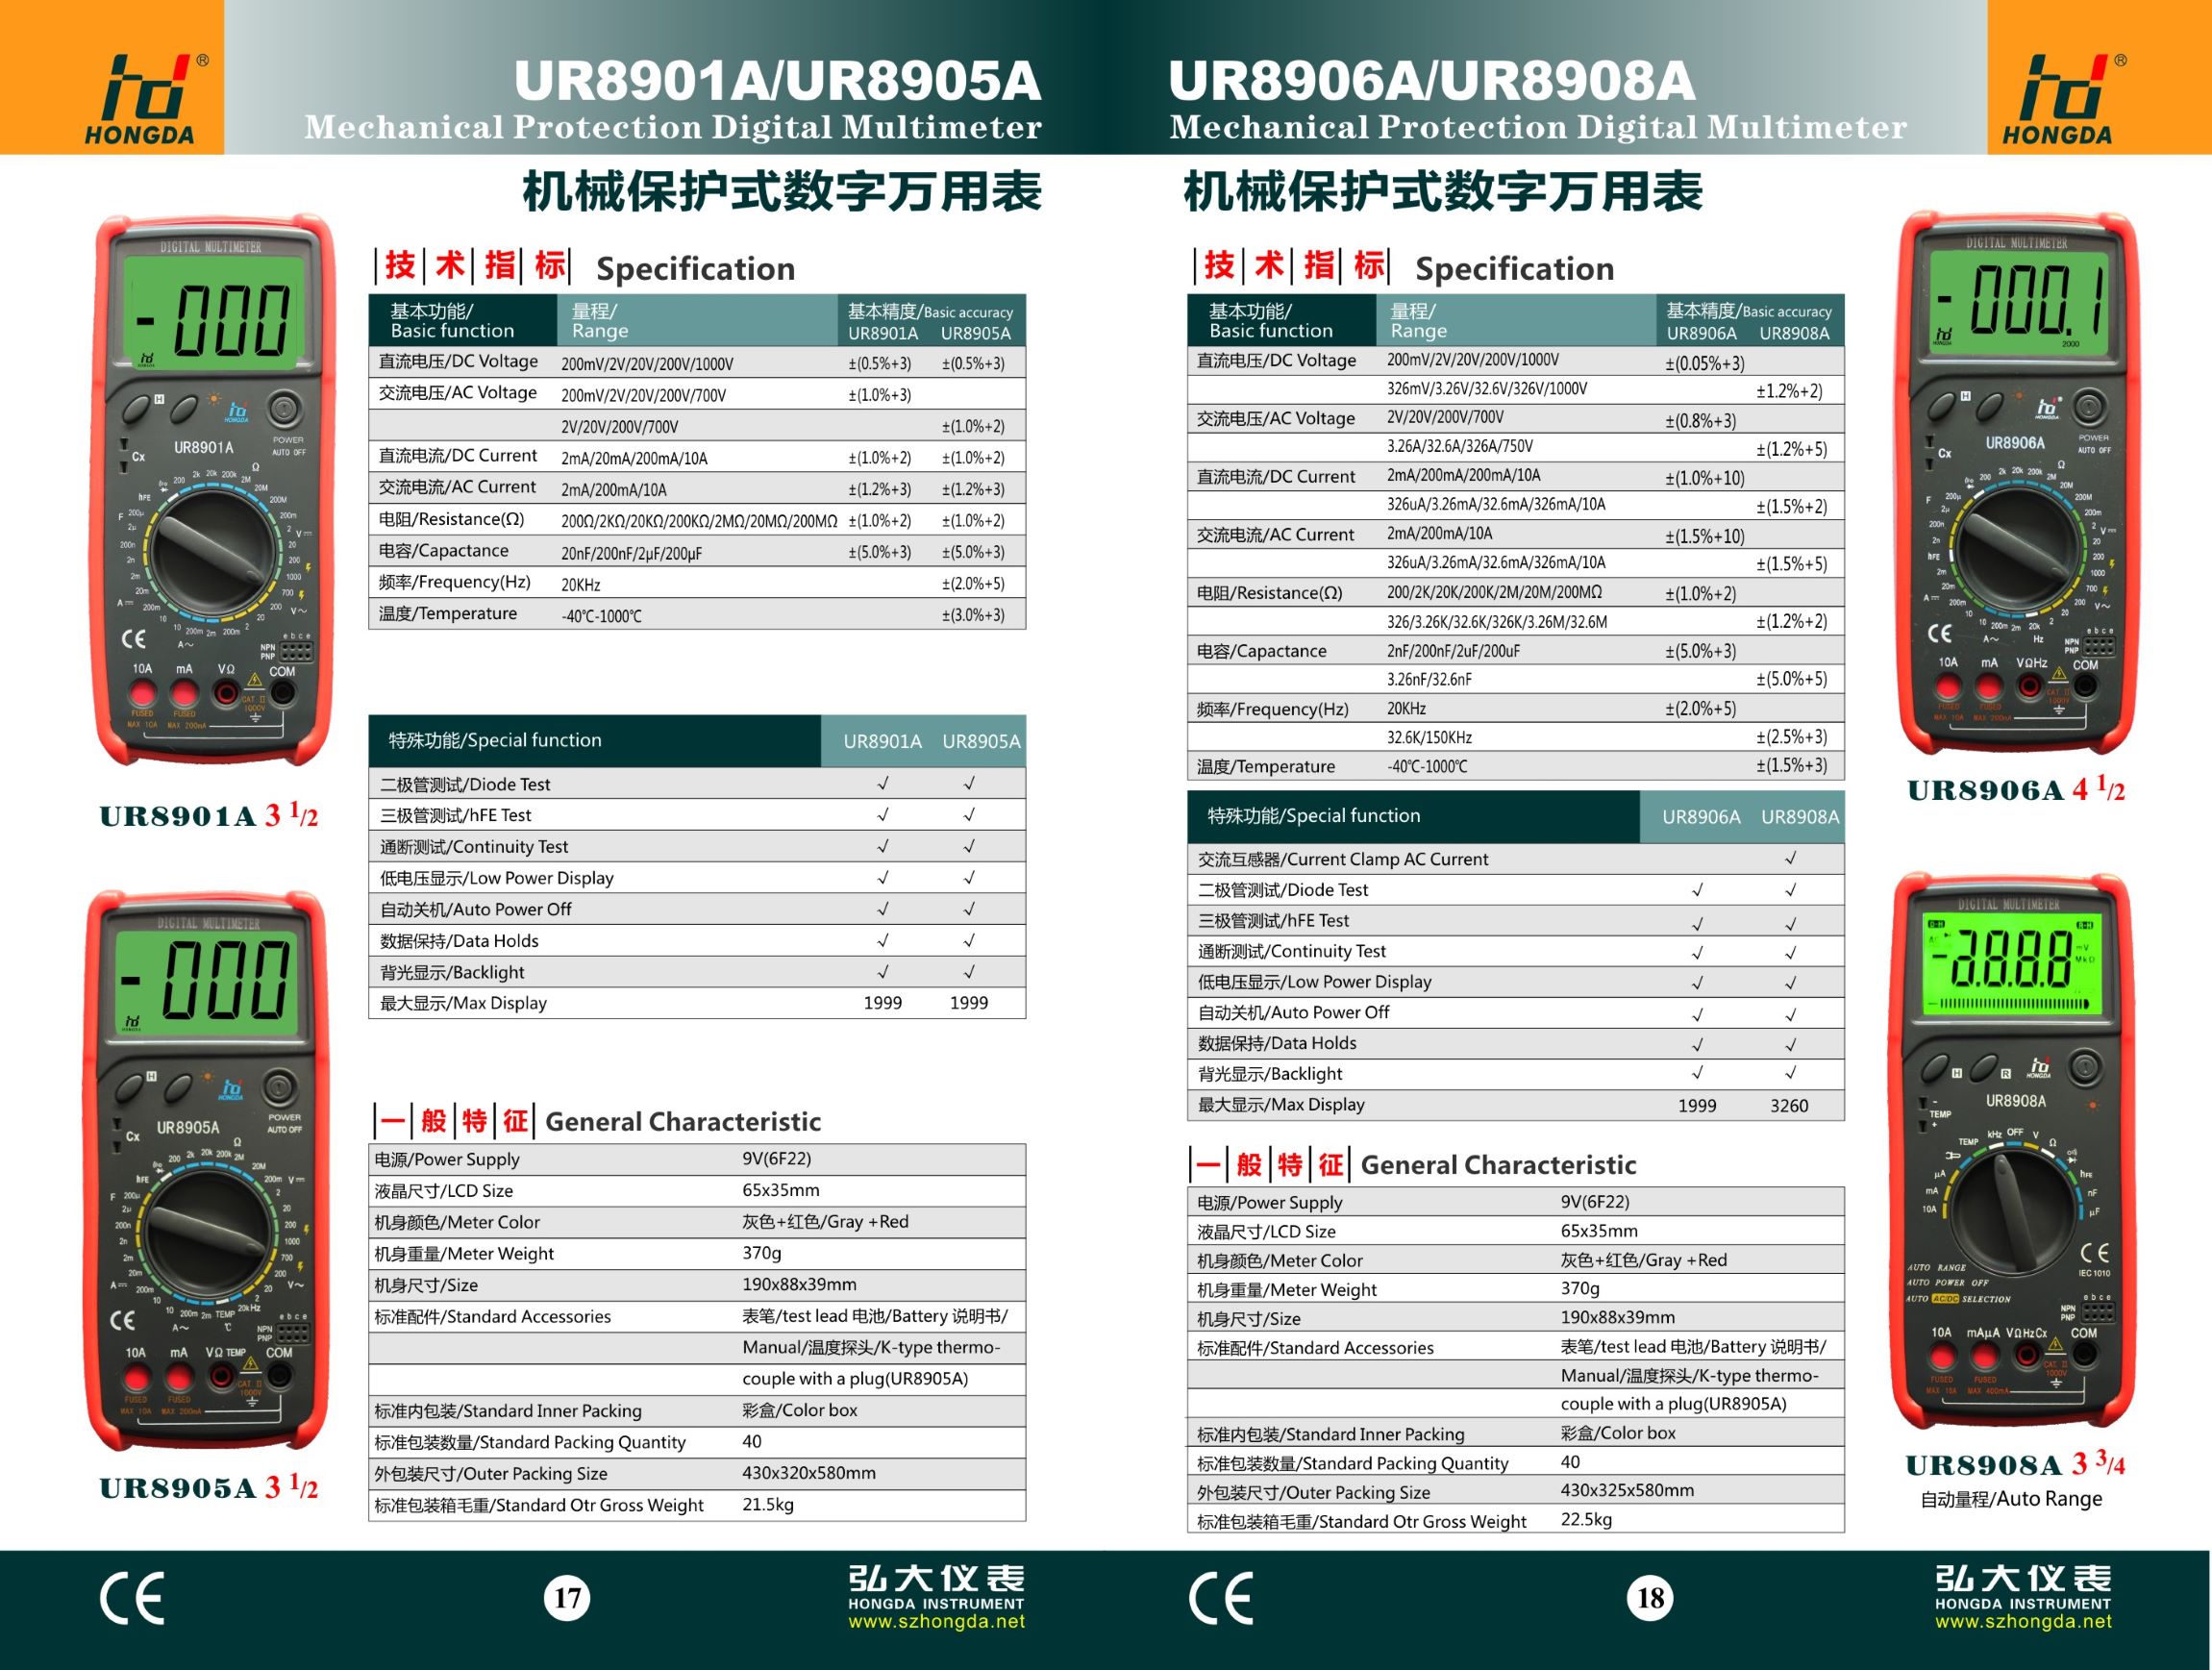 hd®
HONGDA
UR8901A/UR8905A
Mechanical Protection Digital Multimeter
机械保护式数字万用表
技术指标 Specification
基本功能/ 量程/ 基本精度/Basic accuracy
Basic function Range UR8901A UR8905A
直流电压/DC Voltage 200mV/2V/20V/200V/1000V ±(0.5%+3) ±(0.5%+3)
交流电压/AC Voltage 200mV/2V/20V/200V/700V ±(1.0%+3)
2V/20V/200V/700V ±(1.0%+2)
直流电流/DC Current 2mA/20mA/200mA/10A ±(1.0%+2) ±(1.0%+2)
交流电流/AC Current 2mA/200mA/10A ±(1.2%+3) ±(1.2%+3)
电阻/Resistance(Ω) 200Ω/2KΩ/20KΩ/200KΩ/2MΩ/20MΩ/200MΩ ±(1.0%+2) ±(1.0%+2)
电容/Capactance 20nF/200nF/2μF/200μF ±(5.0%+3) ±(5.0%+3)
频率/Frequency(Hz) 20KHz ±(2.0%+5)
温度/Temperature -40℃-1000℃ ±(3.0%+3)
特殊功能/Special function UR8901A UR8905A
二极管测试/Diode Test √ √
三极管测试/hFE Test √ √
通断测试/Continuity Test √ √
低电压显示/Low Power Display √ √
自动关机/Auto Power Off √ √
数据保持/Data Holds √ √
背光显示/Backlight √ √
最大显示/Max Display 1999 1999
一般特征 General Characteristic
电源/Power Supply 9V(6F22)
液晶尺寸/LCD Size 65x35mm
机身颜色/Meter Color 灰色+红色/Gray +Red
机身重量/Meter Weight 370g
机身尺寸/Size 190x88x39mm
标准配件/Standard Accessories 表笔/test lead 电池/Battery 说明书/
Manual/温度探头/K-type thermo-
couple with a plug(UR8905A)
标准内包装/Standard Inner Packing 彩盒/Color box
标准包装数量/Standard Packing Quantity 40
外包装尺寸/Outer Packing Size 430x320x580mm
标准包装箱毛重/Standard Otr Gross Weight 21.5kg
DIGITAL MULTIMETER
-000
H
HONGDA
POWER
AUTO OFF
UR8901A
Cx
10A mA VΩ COM
UR8901A 3 1/2
DIGITAL MULTIMETER
-000
H
HONGDA
POWER
AUTO OFF
UR8905A
Cx
10A mA VΩ TEMP COM
UR8905A 3 1/2
CE
17
弘大仪表
HONGDA INSTRUMENT
www.szhongda.net
UR8906A/UR8908A
Mechanical Protection Digital Multimeter
hd®
HONGDA
机械保护式数字万用表
技术指标 Specification
基本功能/ 量程/ 基本精度/Basic accuracy
Basic function Range UR8906A UR8908A
直流电压/DC Voltage 200mV/2V/20V/200V/1000V ±(0.05%+3)
326mV/3.26V/32.6V/326V/1000V ±1.2%+2)
交流电压/AC Voltage 2V/20V/200V/700V ±(0.8%+3)
3.26A/32.6A/326A/750V ±(1.2%+5)
直流电流/DC Current 2mA/200mA/200mA/10A ±(1.0%+10)
326uA/3.26mA/32.6mA/326mA/10A ±(1.5%+2)
交流电流/AC Current 2mA/200mA/10A ±(1.5%+10)
326uA/3.26mA/32.6mA/326mA/10A ±(1.5%+5)
电阻/Resistance(Ω) 200/2K/20K/200K/2M/20M/200MΩ ±(1.0%+2)
326/3.26K/32.6K/326K/3.26M/32.6M ±(1.2%+2)
电容/Capactance 2nF/200nF/2uF/200uF ±(5.0%+3)
3.26nF/32.6nF ±(5.0%+5)
频率/Frequency(Hz) 20KHz ±(2.0%+5)
32.6K/150KHz ±(2.5%+3)
温度/Temperature -40℃-1000℃ ±(1.5%+3)
特殊功能/Special function UR8906A UR8908A
交流互感器/Current Clamp AC Current √
二极管测试/Diode Test √ √
三极管测试/hFE Test √ √
通断测试/Continuity Test √ √
低电压显示/Low Power Display √ √
自动关机/Auto Power Off √ √
数据保持/Data Holds √ √
背光显示/Backlight √ √
最大显示/Max Display 1999 3260
一般特征 General Characteristic
电源/Power Supply 9V(6F22)
液晶尺寸/LCD Size 65x35mm
机身颜色/Meter Color 灰色+红色/Gray +Red
机身重量/Meter Weight 370g
机身尺寸/Size 190x88x39mm
标准配件/Standard Accessories 表笔/test lead 电池/Battery 说明书/
Manual/温度探头/K-type thermo-
couple with a plug(UR8905A)
标准内包装/Standard Inner Packing 彩盒/Color box
标准包装数量/Standard Packing Quantity 40
外包装尺寸/Outer Packing Size 430x325x580mm
标准包装箱毛重/Standard Otr Gross Weight 22.5kg
DIGITAL MULTIMETER
-000.1
2000
H
HONGDA
POWER
AUTO OFF
UR8906A
Cx
10A mA VΩHz COM
UR8906A 4 1/2
DIGITAL MULTIMETER
H R
HONGDA
UR8908A
TEMP
kHz OFF V Ω
AUTO RANGE
AUTO POWER OFF
AUTO AC/DC SELECTION
CE
IEC1010
10A mAμA VΩHzCx COM
UR8908A 3 3/4
自动量程/Auto Range
CE
18
弘大仪表
HONGDA INSTRUMENT
www.szhongda.net